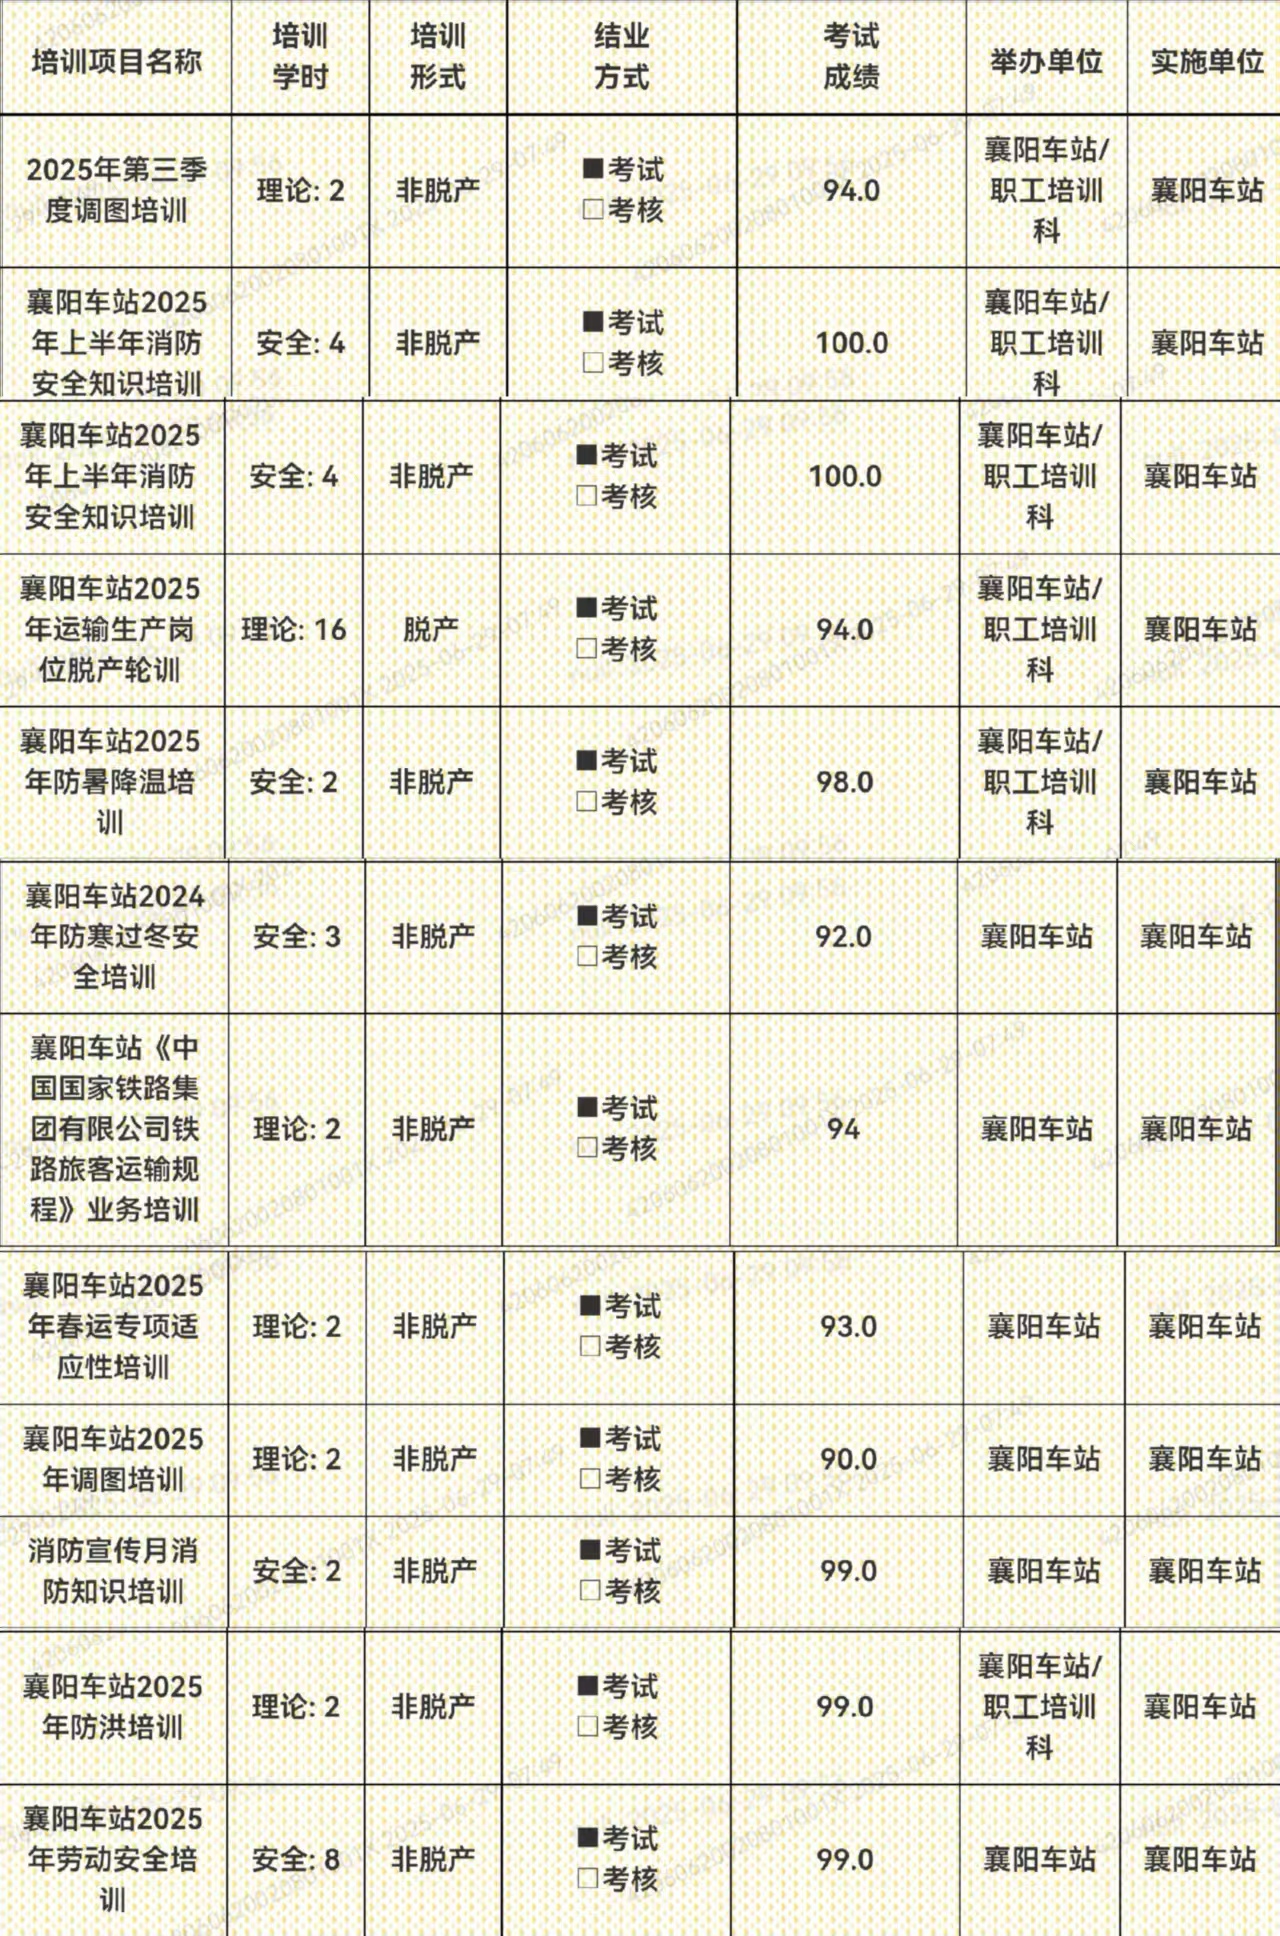 培训项目名称 培训学时 培训形式 结业方式 考试成绩 举办单位 实施单位
2025年第三季度调图培训 理论: 2 非脱产 ■考试 □考核 94.0 襄阳车站/职工培训科 襄阳车站
襄阳车站2025年上半年消防安全知识培训 安全: 4 非脱产 ■考试 □考核 100.0 襄阳车站/职工培训科 襄阳车站
襄阳车站2025年上半年消防安全知识培训 安全: 4 非脱产 ■考试 □考核 100.0 襄阳车站/职工培训科 襄阳车站
襄阳车站2025年运输生产岗位脱产轮训 理论: 16 脱产 ■考试 □考核 94.0 襄阳车站/职工培训科 襄阳车站
襄阳车站2025年防暑降温培训 安全: 2 非脱产 ■考试 □考核 98.0 襄阳车站/职工培训科 襄阳车站
襄阳车站2024年防寒过冬安全培训 安全: 3 非脱产 ■考试 □考核 92.0 襄阳车站 襄阳车站
襄阳车站《中国国家铁路集团有限公司铁路旅客运输规程》业务培训 理论: 2 非脱产 ■考试 □考核 94 襄阳车站 襄阳车站
襄阳车站2025年春运专项适应性培训 理论: 2 非脱产 ■考试 □考核 93.0 襄阳车站 襄阳车站
襄阳车站2025年调图培训 理论: 2 非脱产 ■考试 □考核 90.0 襄阳车站 襄阳车站
消防宣传月消防知识培训 安全: 2 非脱产 ■考试 □考核 99.0 襄阳车站 襄阳车站
襄阳车站2025年防洪培训 理论: 2 非脱产 ■考试 □考核 99.0 襄阳车站/职工培训科 襄阳车站
襄阳车站2025年劳动安全培训 安全: 8 非脱产 ■考试 □考核 99.0 襄阳车站 襄阳车站